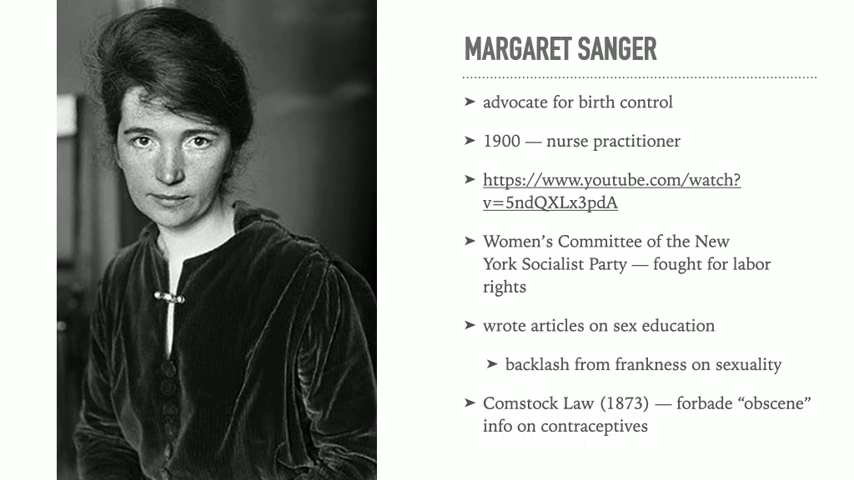 MARGARET SANGER
➤ advocate for birth control
➤ 1900 — nurse practitioner
➤ https://www.youtube.com/watch?
v=5ndQXLx3pdA
➤ Women’s Committee of the New
York Socialist Party — fought for labor
rights
➤ wrote articles on sex education
➤ backlash from frankness on sexuality
➤ Comstock Law (1873) — forbade “obscene”
info on contraceptives